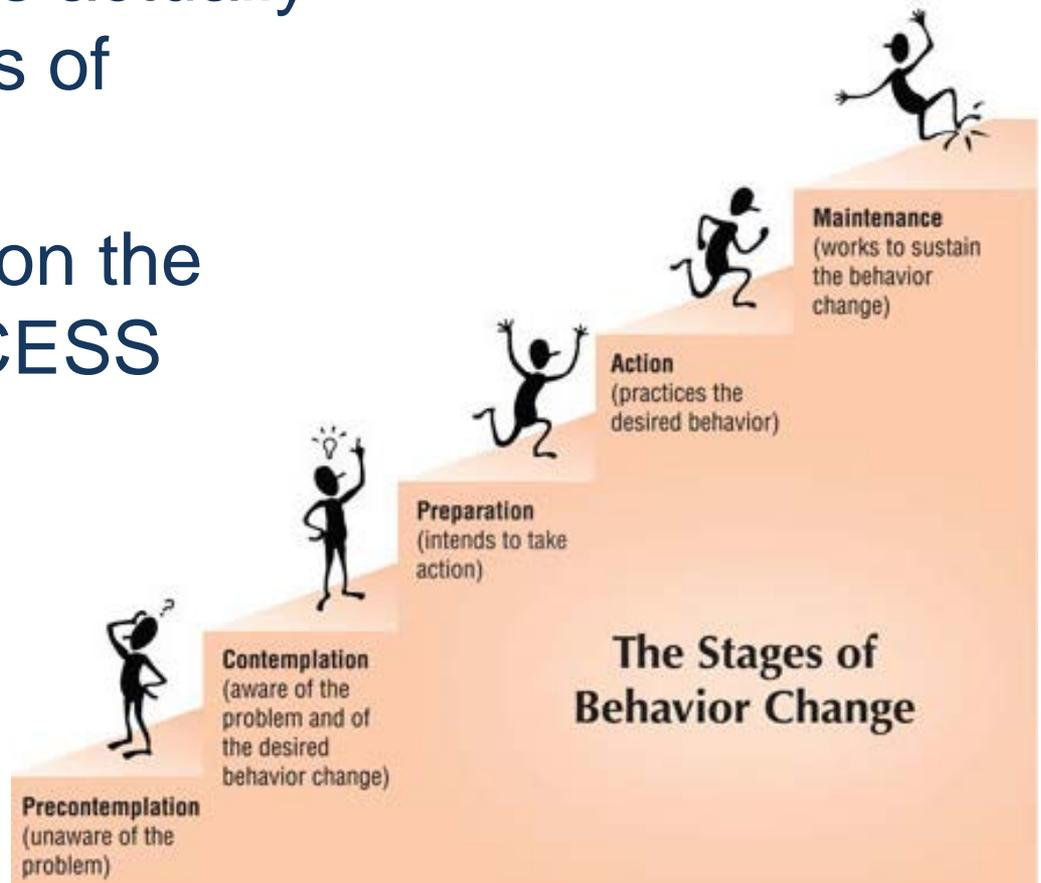 actually
s of
on the
CESS
Maintenance
(works to sustain
the behavior
change)
Action
(practices the
desired behavior)
Preparation
(intends to take
action)
?
Contemplation
(aware of the
problem and of
the desired
behavior change)
The Stages of
Behavior Change
Precontemplation
(unaware of the
problem)